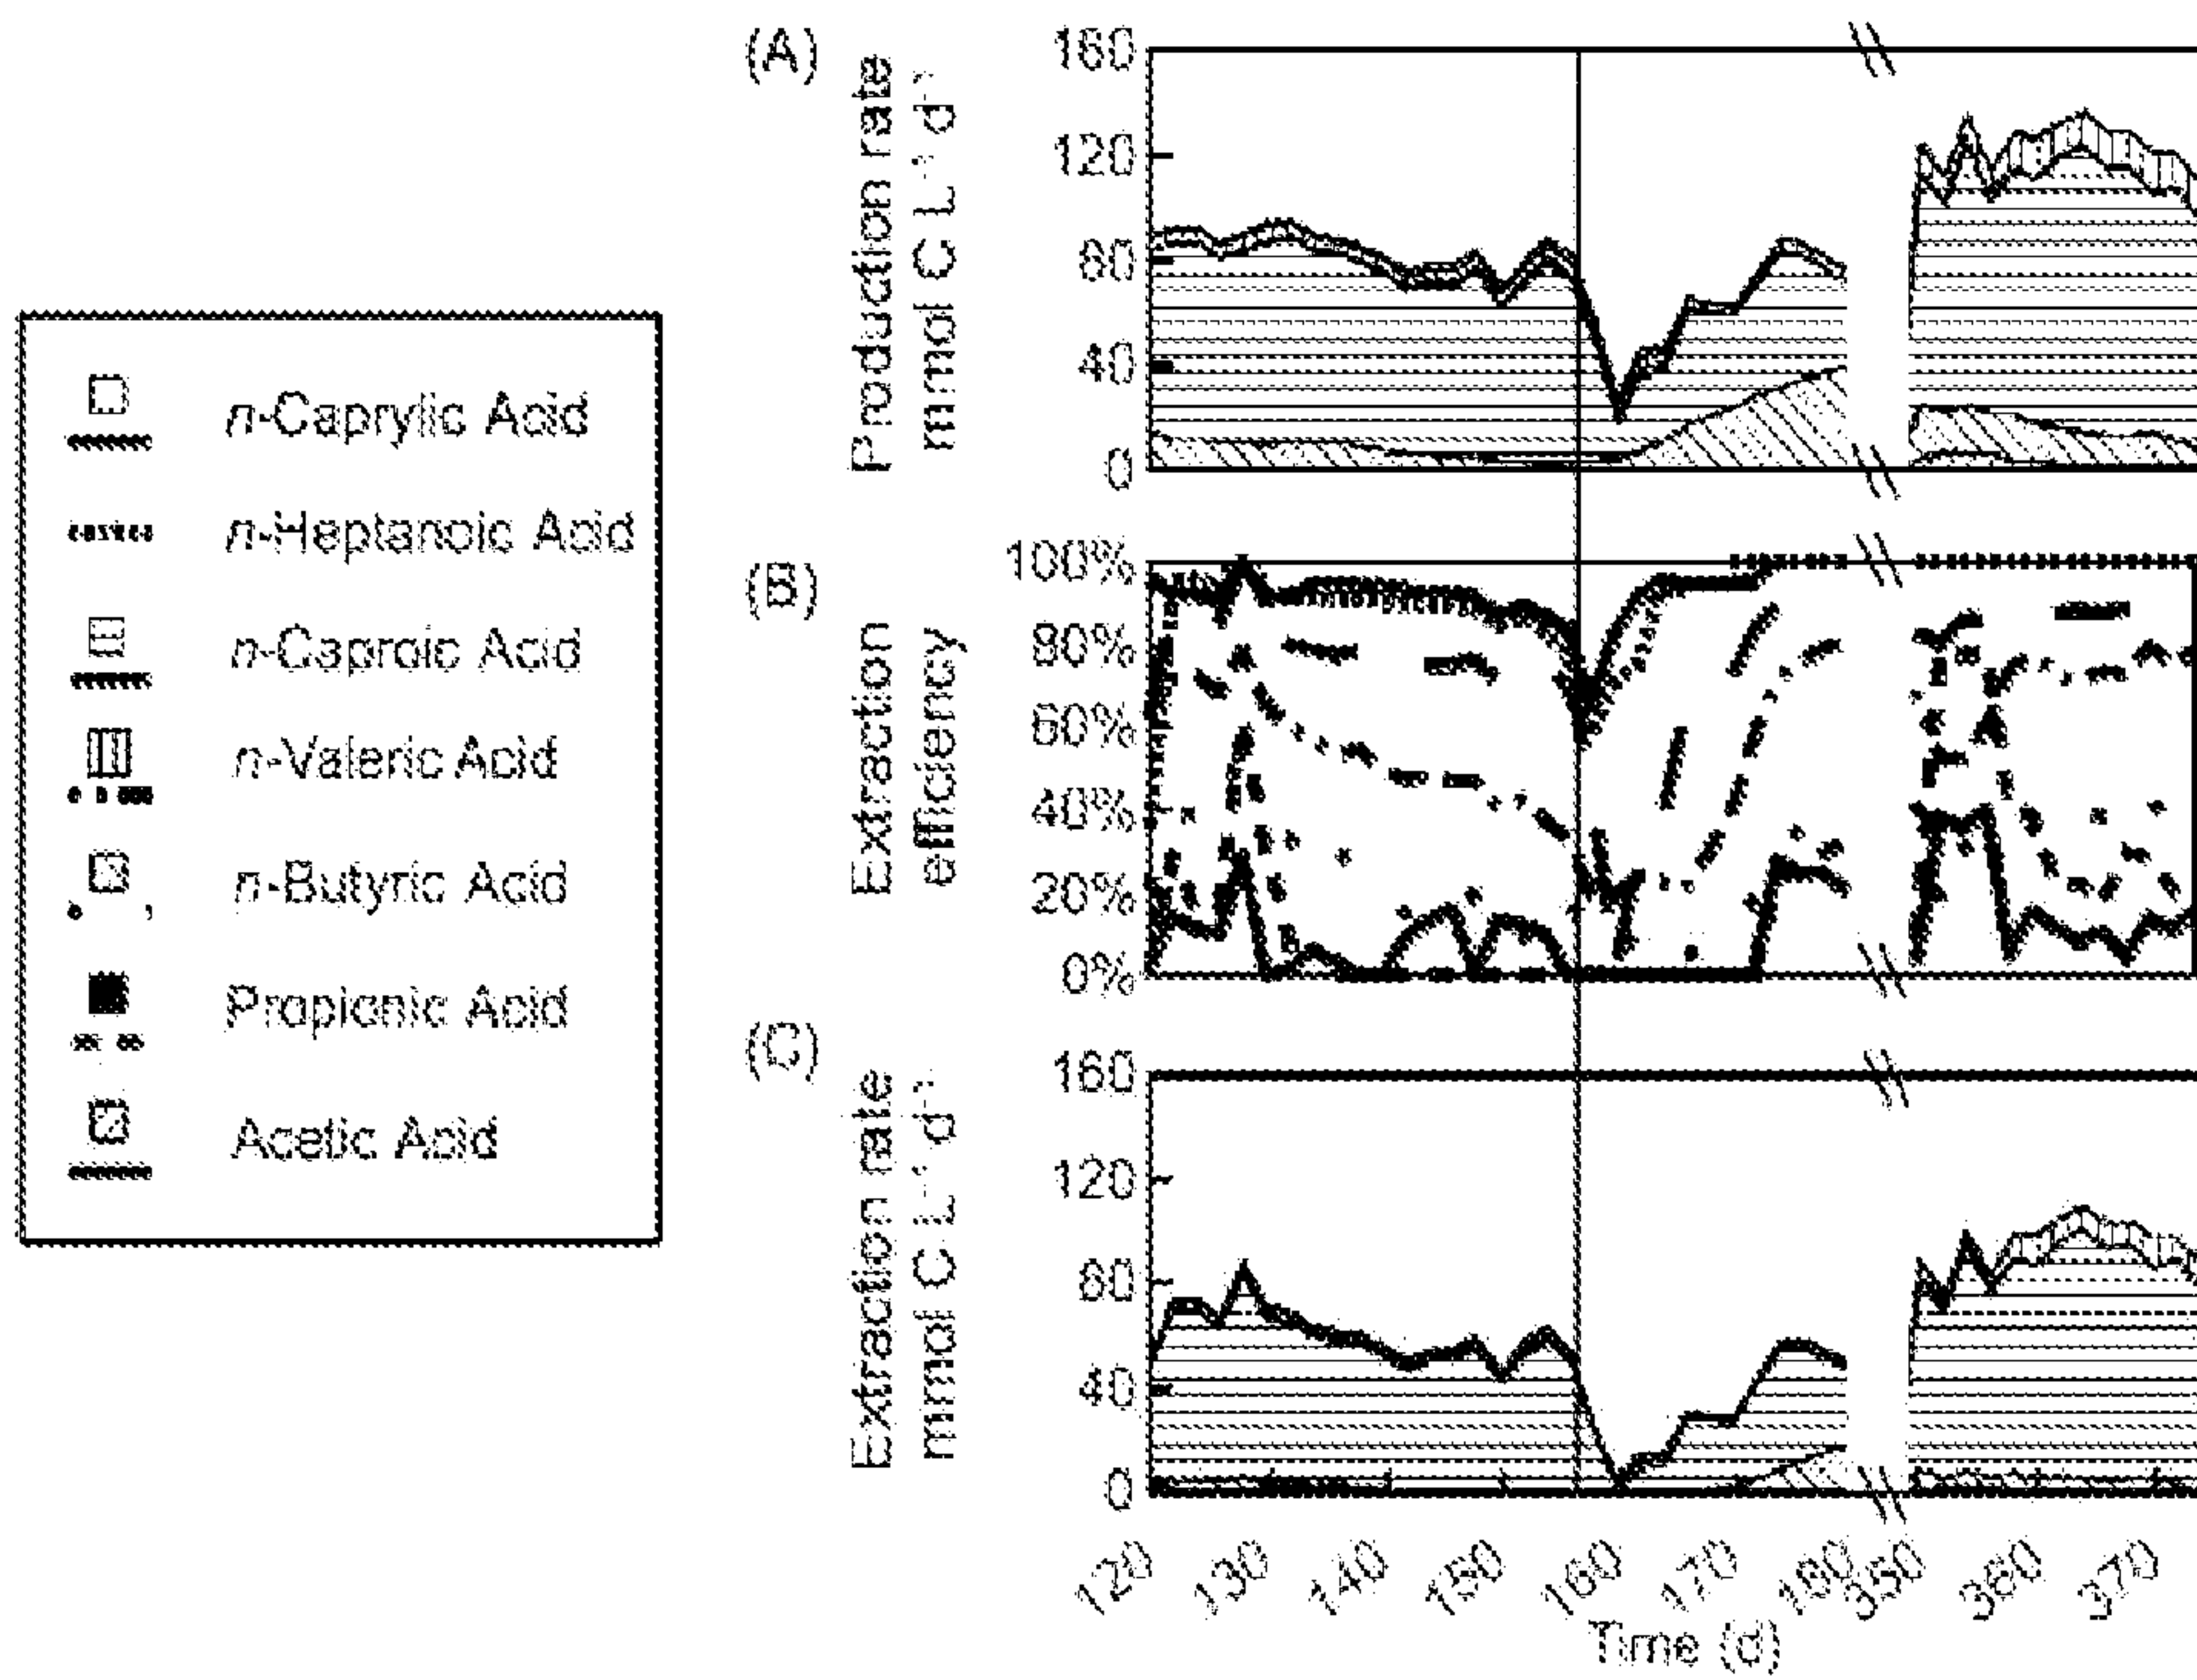 n-Caprylic Acid
n-Heptanoic Acid
n-Caproic Acid
n-Valeric Acid
n-Butyric Acid
Propionic Acid
Acetic Acid
(A)
Production rate
mmol C L⁻¹ d⁻¹
160
120
80
40
0
(B)
Extraction
efficiency
100%
80%
60%
40%
20%
0%
(C)
Extraction rate
mmol C L⁻¹ d⁻¹
160
120
80
40
0
120 130 140 150 160 170 180 350 360 370
Time (d)